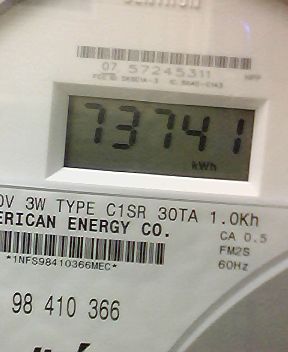 07 57245311
73741
kWh
0V 3W TYPE C1SR 30TA 1.0Kh
ERICAN ENERGY CO.
CA 0.5
FM2S
60Hz
*1NFS98410366MEC*
98 410 366